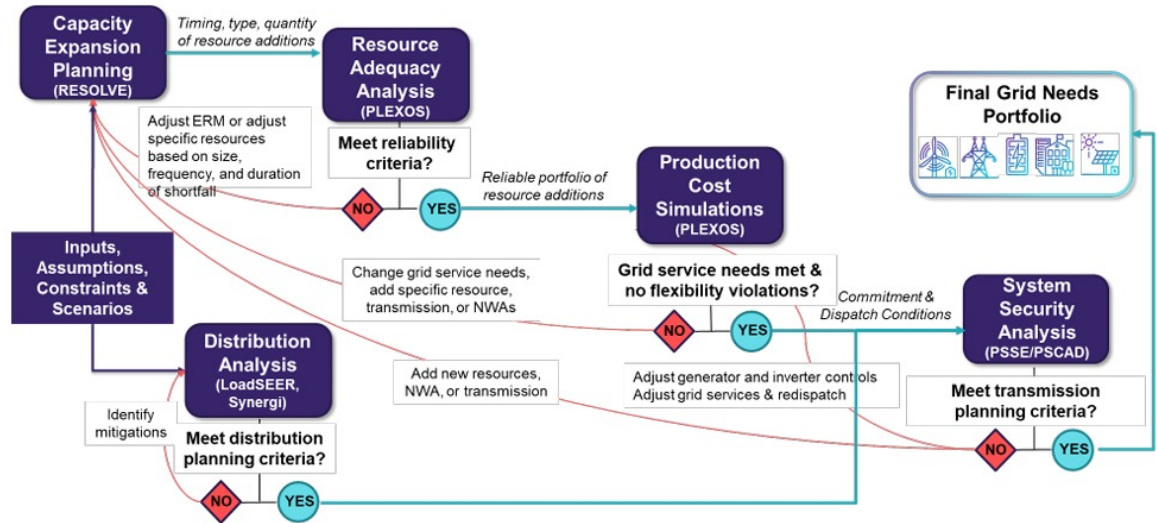 Capacity
Expansion
Planning
(RESOLVE)
Timing, type, quantity
of resource additions
Resource
Adequacy
Analysis
(PLEXOS)
Meet reliability
criteria?
NO
YES
Adjust ERM or adjust
specific resources
based on size,
frequency, and duration
of shortfall
Reliable portfolio of
resource additions
Production
Cost
Simulations
(PLEXOS)
Final Grid Needs
Portfolio
Inputs,
Assumptions,
Constraints &
Scenarios
Change grid service needs,
add specific resource,
transmission, or NWAs
Grid service needs met &
no flexibility violations?
NO
YES
Commitment &
Dispatch Conditions
System
Security
Analysis
(PSSE/PSCAD)
Distribution
Analysis
(LoadSEER,
Synergi)
Add new resources,
NWA, or transmission
Adjust generator and inverter controls
Adjust grid services & redispatch
Meet transmission
planning criteria?
NO
YES
Identify
mitigations
Meet distribution
planning criteria?
NO
YES